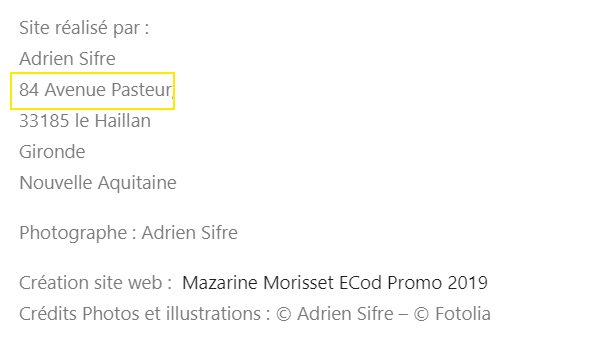 Site réalisé par :
Adrien Sifre
84 Avenue Pasteur,
33185 le Haillan
Gironde
Nouvelle Aquitaine
Photographe : Adrien Sifre
Création site web : Mazarine Morisset ECod Promo 2019
Crédits Photos et illustrations : © Adrien Sifre – © Fotolia